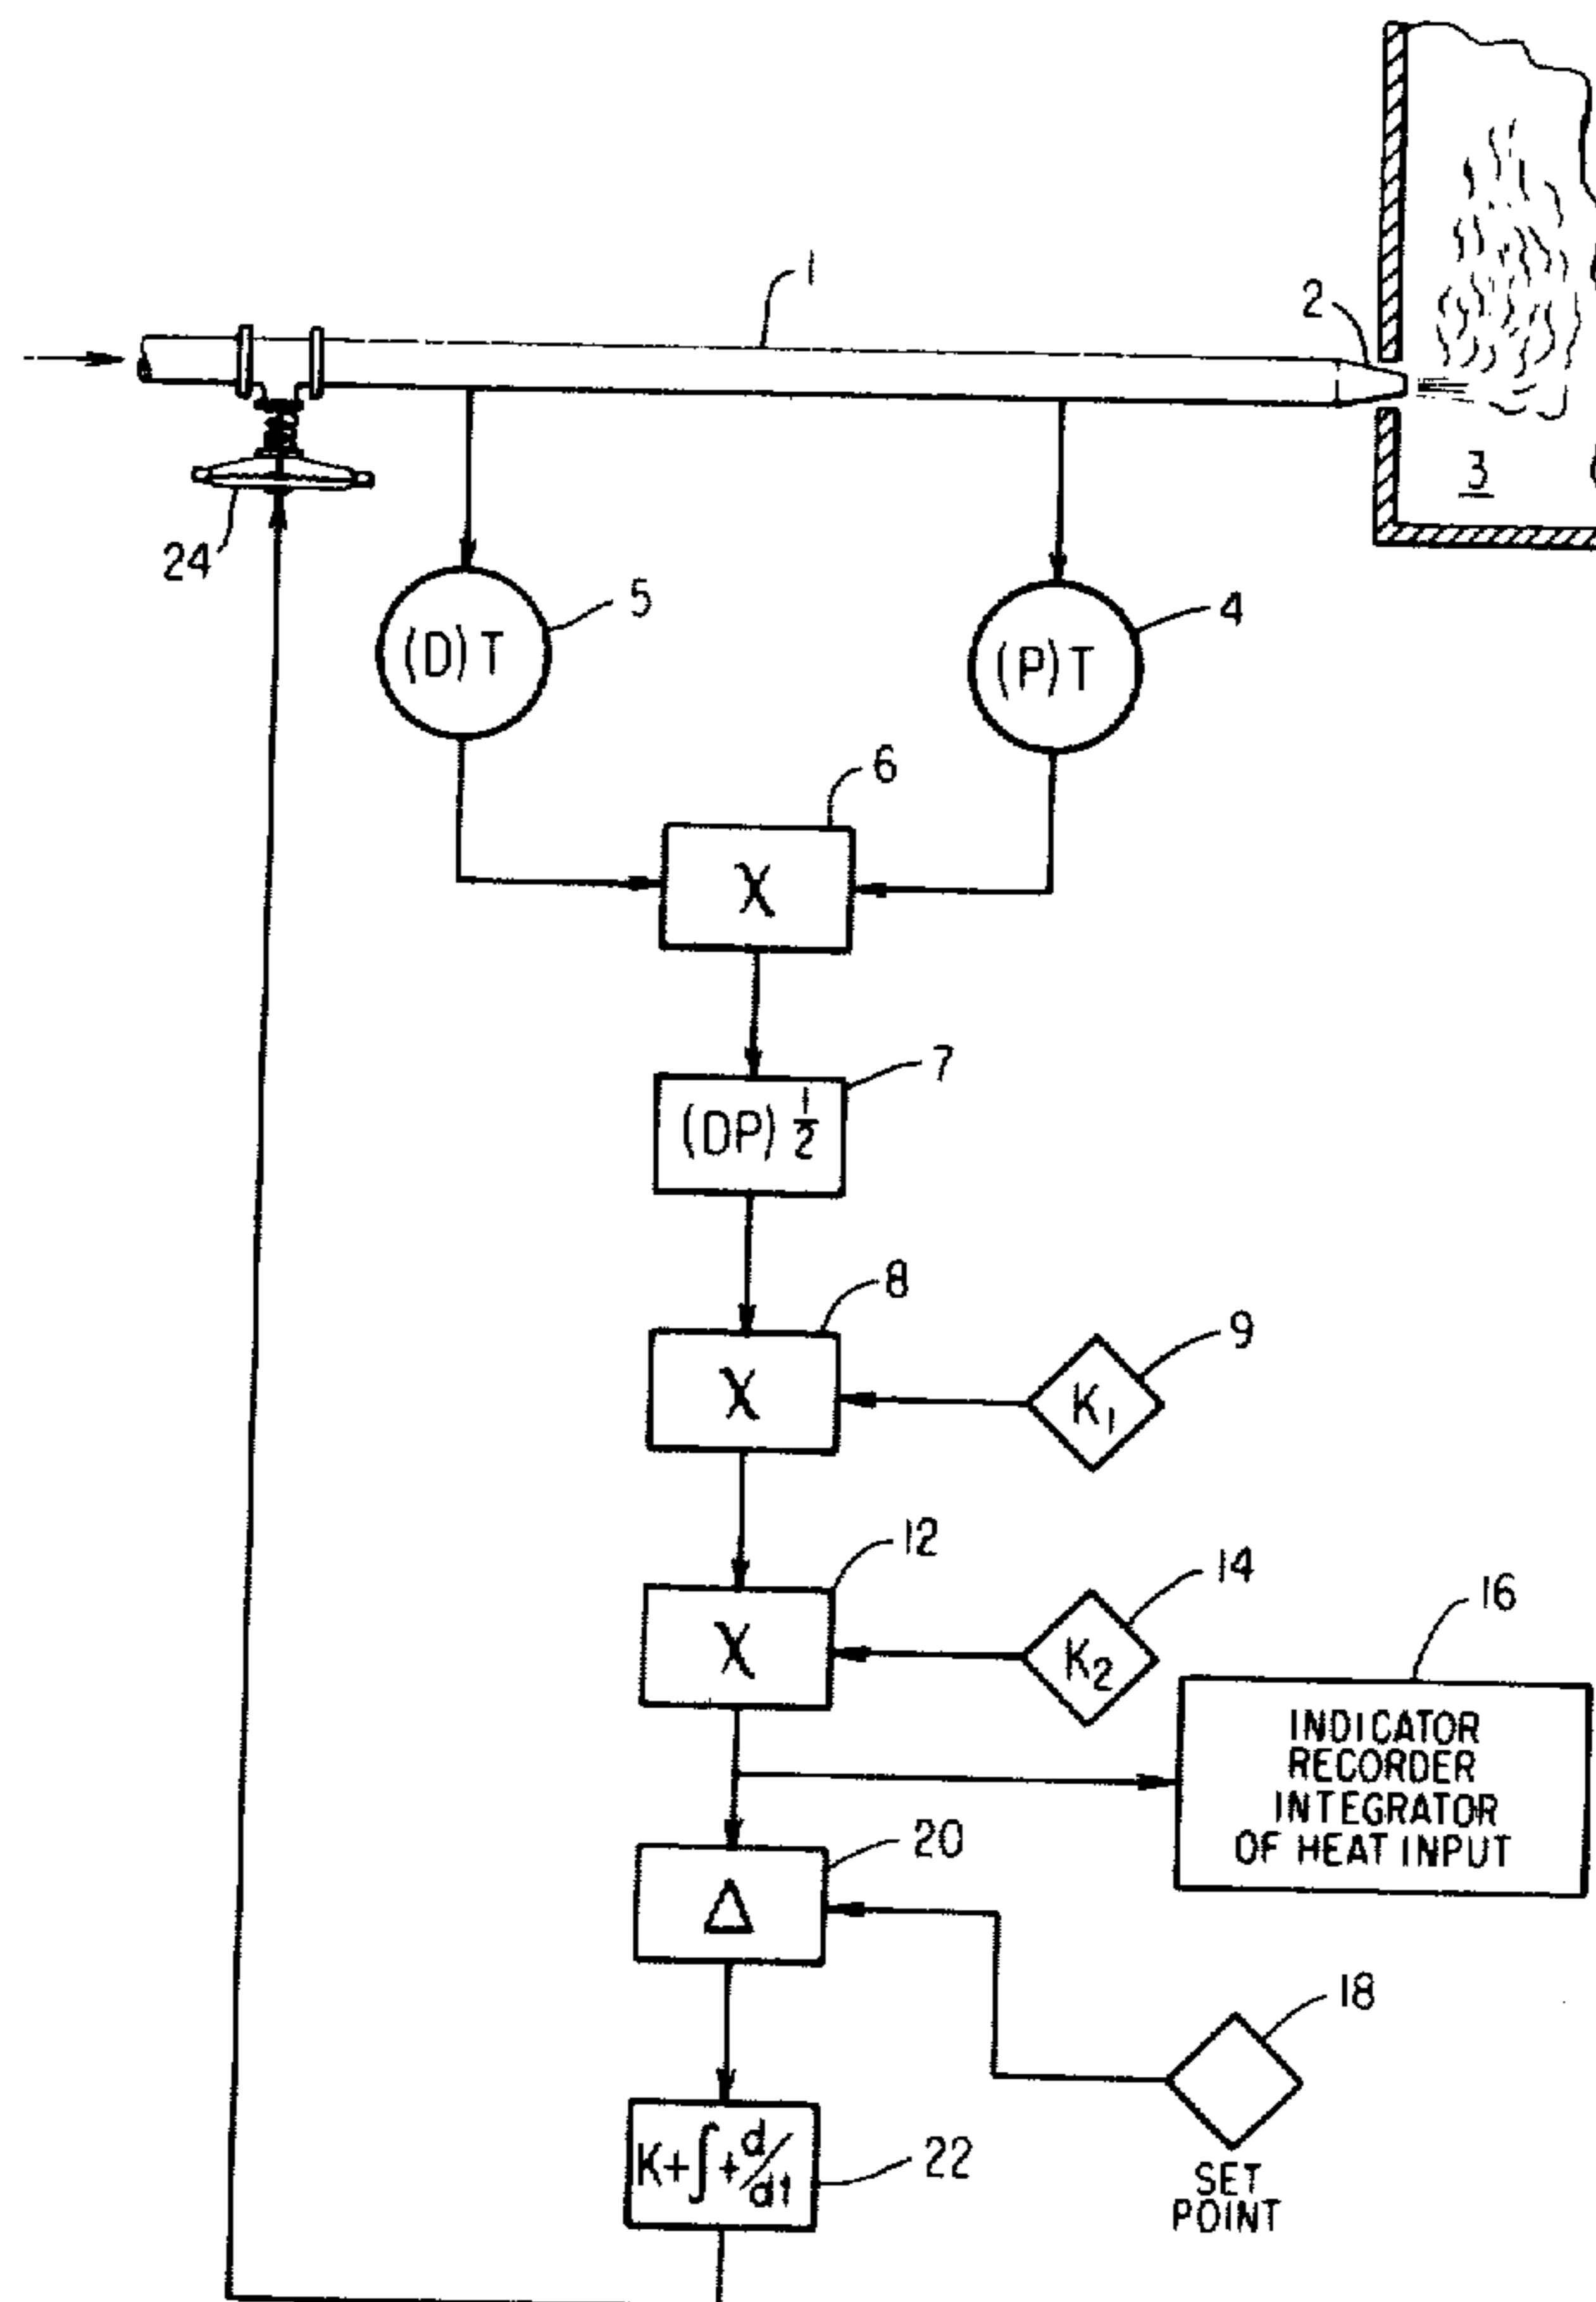 1
2
3
24
5
4
(D)T
(P)T
6
X
7
(DP) 1/2
8
X
9
K1
12
X
14
K2
16
INDICATOR
RECORDER
INTEGRATOR
OF HEAT INPUT
20
Δ
18
SET
POINT
K+∫+d/dt
22